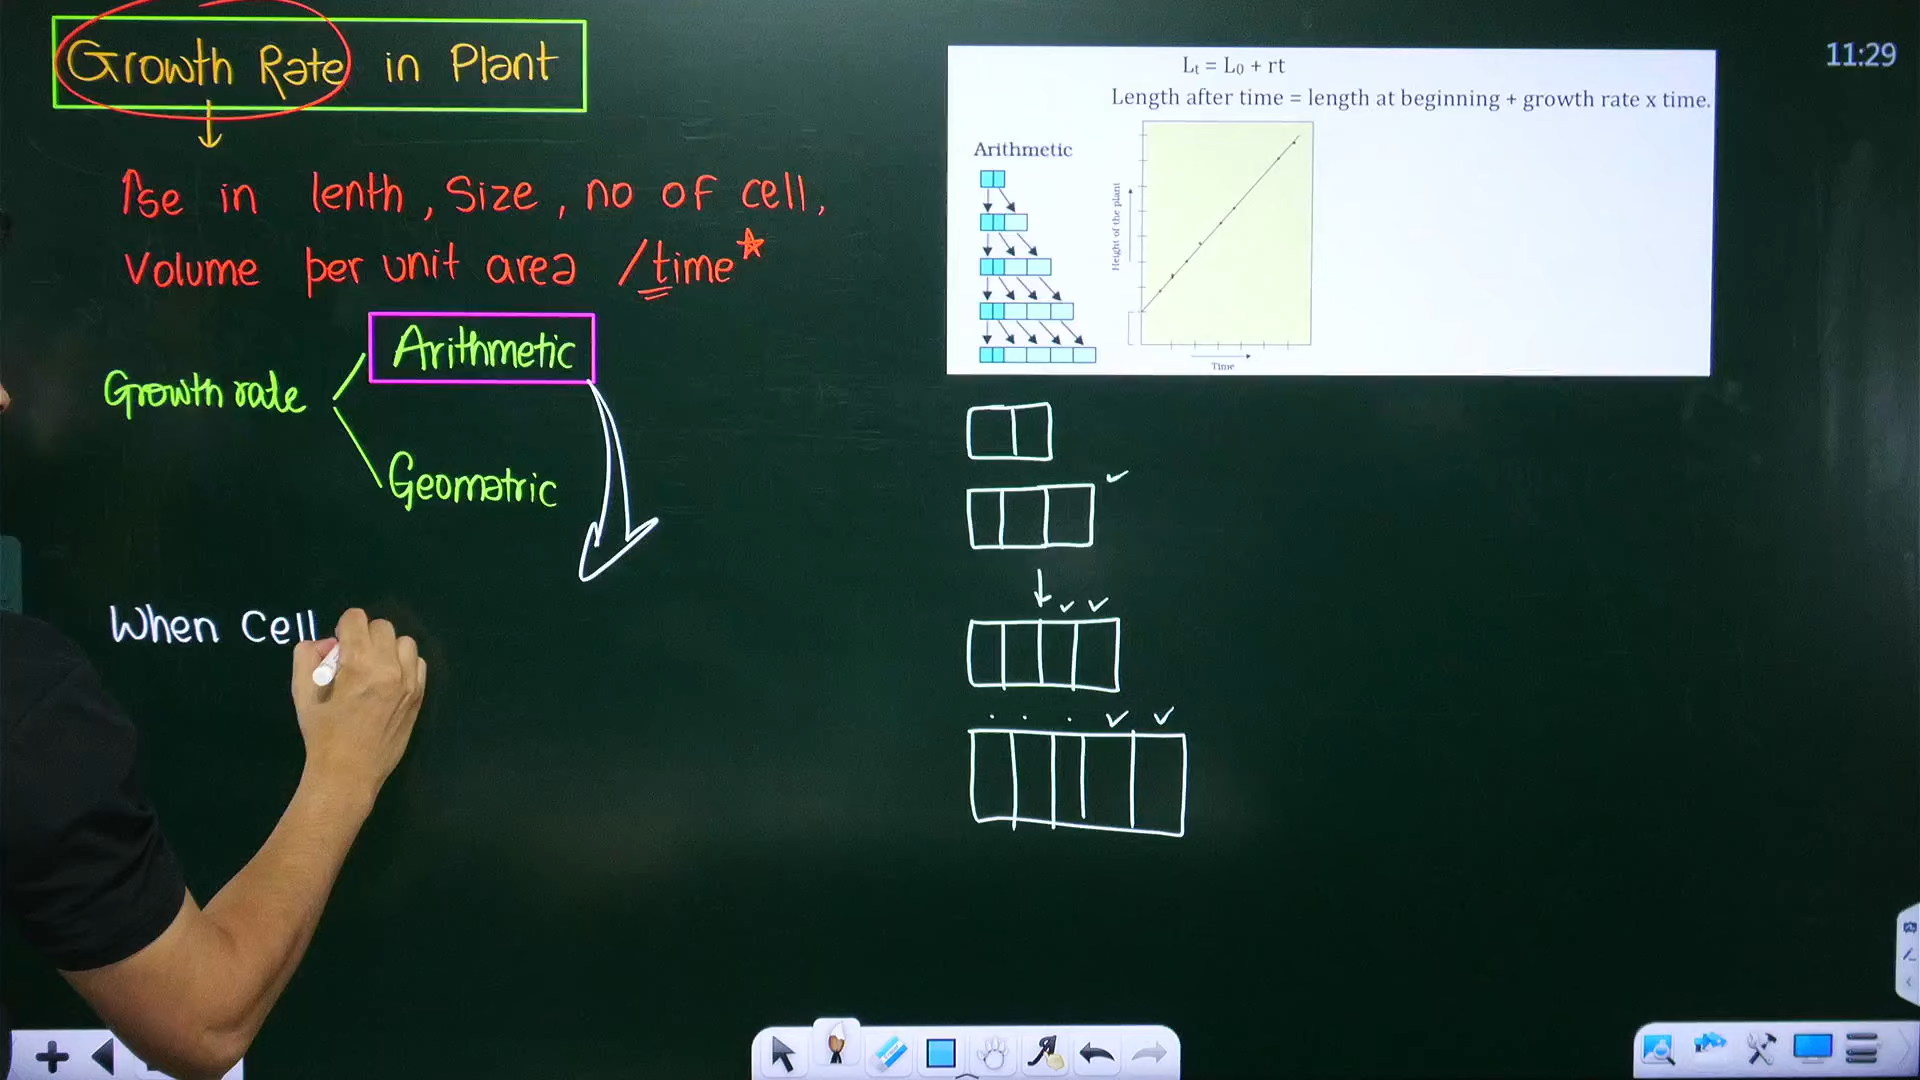 Growth Rate in Plant
↑se in lenth, Size, no of cell,
Volume per unit area /time*
Growth rate
Arithmetic
Geomatric
When Cell
11:29
Lt = L0 + rt
Length after time = length at beginning + growth rate x time.
Arithmetic
Height of the plant
Time